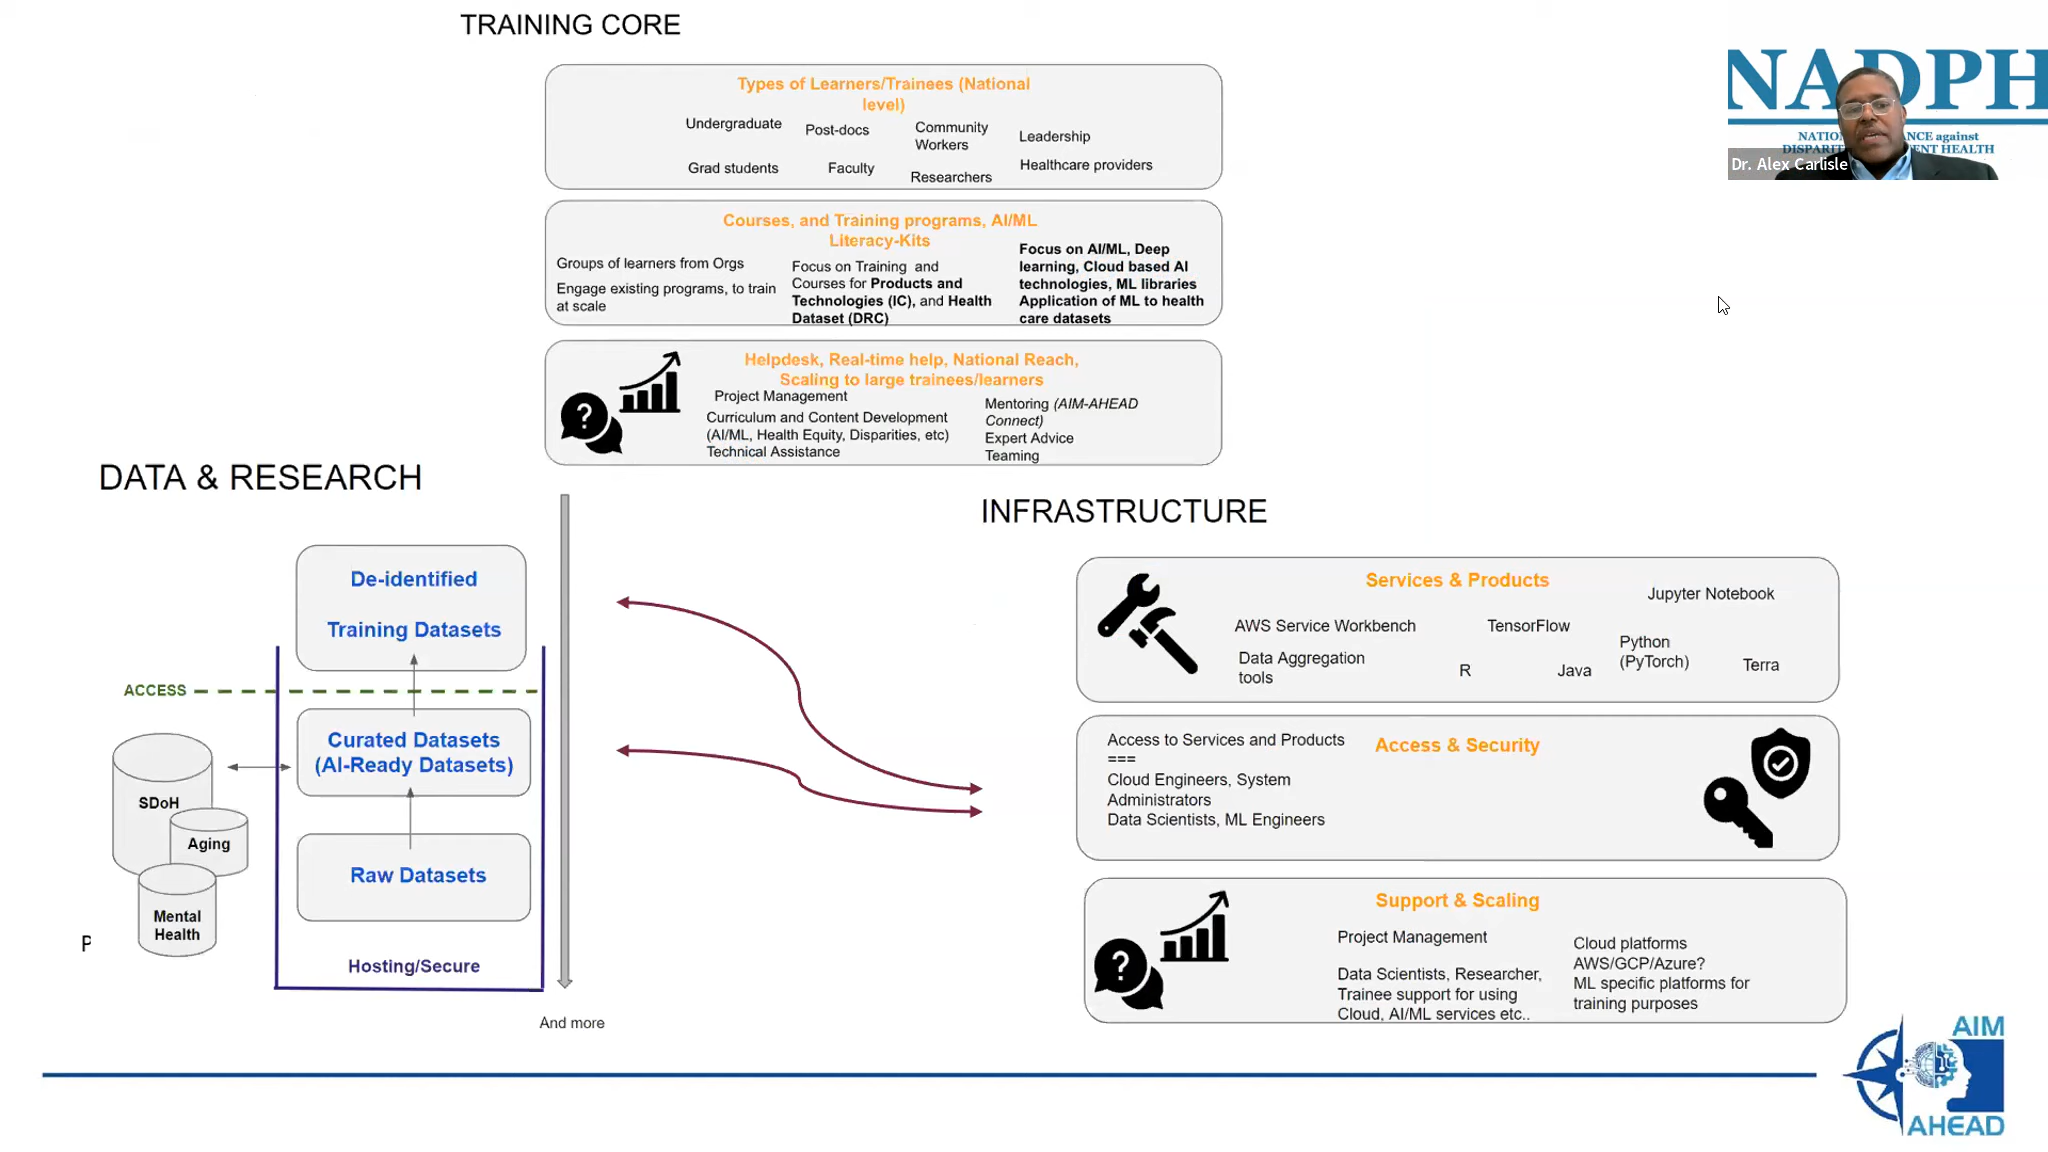 TRAINING CORE
Types of Learners/Trainees (National
level)
Undergraduate
Post-docs
Community
Workers
Leadership
Grad students
Faculty
Researchers
Healthcare providers
Courses, and Training programs, AI/ML
Literacy-Kits
Groups of learners from Orgs
Engage existing programs, to train
at scale
Focus on Training and
Courses for Products and
Technologies (IC), and Health
Dataset (DRC)
Focus on AI/ML, Deep
learning, Cloud based AI
technologies, ML libraries
Application of ML to health
care datasets
Helpdesk, Real-time help, National Reach,
Scaling to large trainees/learners
Project Management
Curriculum and Content Development
(AI/ML, Health Equity, Disparities, etc)
Technical Assistance
Mentoring (AIM-AHEAD
Connect)
Expert Advice
Teaming
NADPH
against
HEALTH
Dr. Alex Carlisle
DATA & RESEARCH
De-identified
Training Datasets
ACCESS
Curated Datasets
(AI-Ready Datasets)
SDoH
Aging
Mental
Health
Raw Datasets
Hosting/Secure
P
And more
INFRASTRUCTURE
Services & Products
Jupyter Notebook
AWS Service Workbench
TensorFlow
Python
(PyTorch)
Data Aggregation
tools
R
Java
Terra
Access to Services and Products
===
Cloud Engineers, System
Administrators
Data Scientists, ML Engineers
Access & Security
Support & Scaling
Project Management
Data Scientists, Researcher,
Trainee support for using
Cloud, AI/ML services etc..
Cloud platforms
AWS/GCP/Azure?
ML specific platforms for
training purposes
AIM
AHEAD